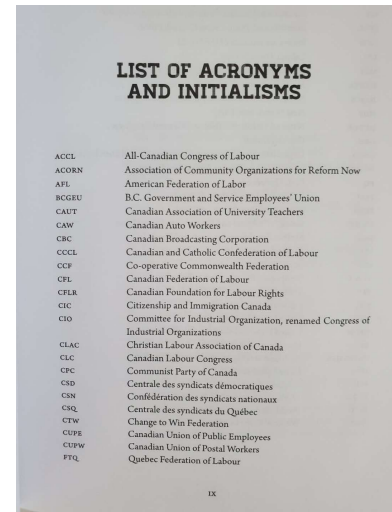 LIST OF ACRONYMS
AND INITIALISMS
ACCL All-Canadian Congress of Labour
ACORN Association of Community Organizations for Reform Now
AFL American Federation of Labor
BCGEU B.C. Government and Service Employees' Union
CAUT Canadian Association of University Teachers
CAW Canadian Auto Workers
CBC Canadian Broadcasting Corporation
CCCL Canadian and Catholic Confederation of Labour
CCF Co-operative Commonwealth Federation
CFL Canadian Federation of Labour
CFLR Canadian Foundation for Labour Rights
CIC Citizenship and Immigration Canada
CIO Committee for Industrial Organization, renamed Congress of
Industrial Organizations
CLAC Christian Labour Association of Canada
CLC Canadian Labour Congress
CPC Communist Party of Canada
CSD Centrale des syndicats démocratiques
CSN Confédération des syndicats nationaux
CSQ Centrale des syndicats du Québec
CTW Change to Win Federation
CUPE Canadian Union of Public Employees
CUPW Canadian Union of Postal Workers
FTQ Quebec Federation of Labour
IX